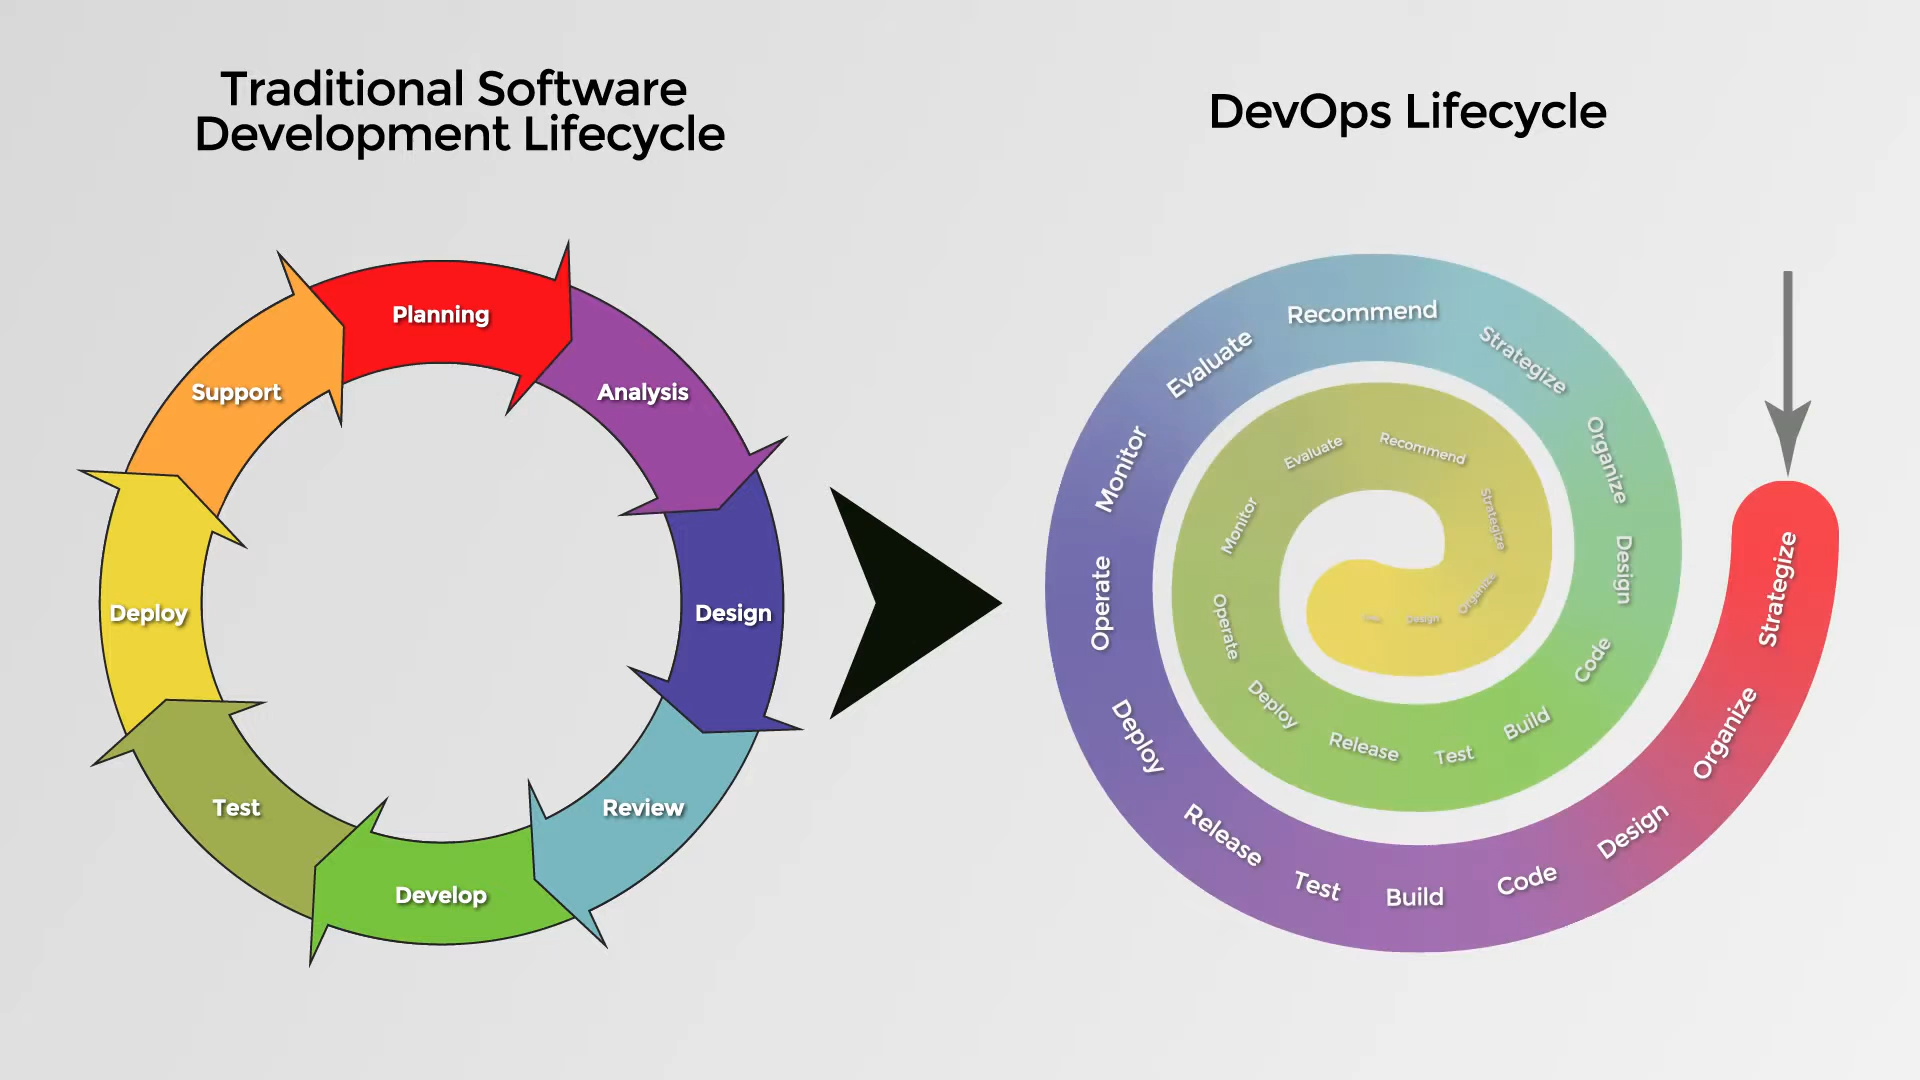 Traditional Software
Development Lifecycle
DevOps Lifecycle
Planning
Analysis
Design
Review
Develop
Test
Deploy
Support
Strategize
Organize
Design
Code
Build
Test
Release
Deploy
Operate
Monitor
Evaluate
Recommend
Strategize
Organize
Design
Code
Build
Test
Release
Deploy
Operate
Monitor
Evaluate
Recommend
Strategize
Organize
Design